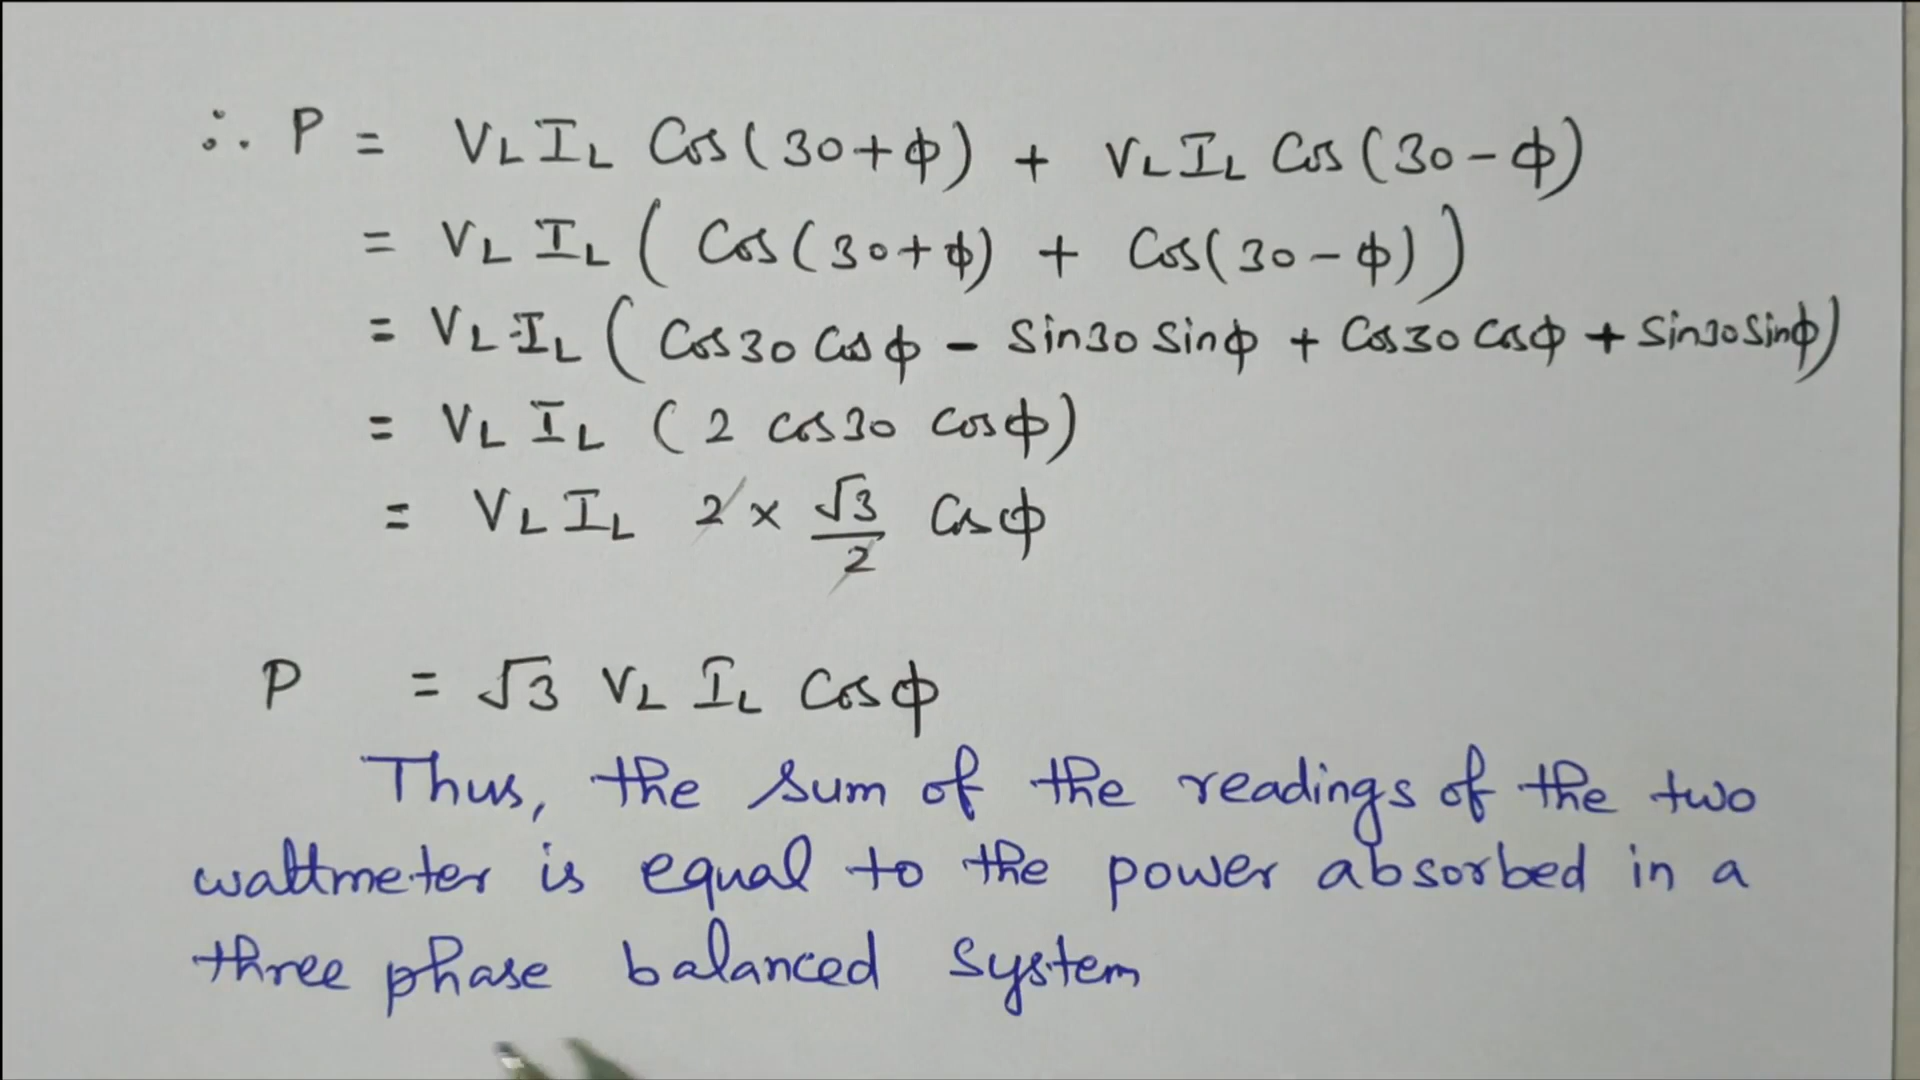 ∴ P = VL IL Cos(30+φ) + VL IL Cos(30-φ)
= VL IL ( Cos(30+φ) + Cos(30-φ))
= VL IL ( Cos30 Cosφ - Sin30 Sinφ + Cos30 Cosφ + Sin30 Sinφ)
= VL IL ( 2 cos30 cosφ)
= VL IL 2 × √3/2 Cosφ
P = √3 VL IL Cosφ
Thus, the sum of the readings of the two
wattmeter is equal to the power absorbed in a
three phase balanced system